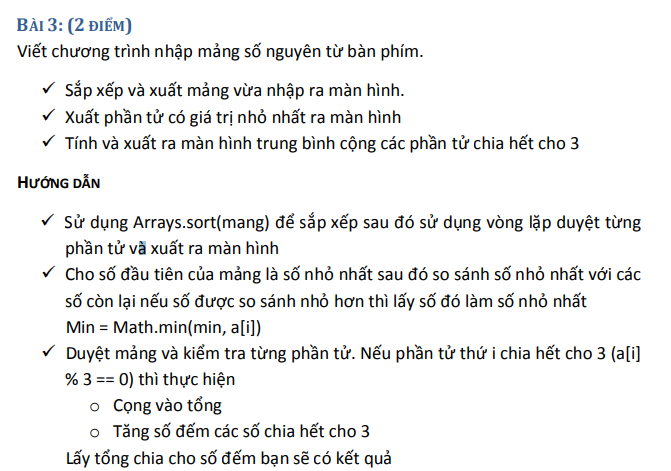 BÀI 3: (2 ĐIỂM)
Viết chương trình nhập mảng số nguyên từ bàn phím.
✓ Sắp xếp và xuất mảng vừa nhập ra màn hình.
✓ Xuất phần tử có giá trị nhỏ nhất ra màn hình
✓ Tính và xuất ra màn hình trung bình cộng các phần tử chia hết cho 3
HƯỚNG DẪN
✓ Sử dụng Arrays.sort(mang) để sắp xếp sau đó sử dụng vòng lặp duyệt từng
phần tử và xuất ra màn hình
✓ Cho số đầu tiên của mảng là số nhỏ nhất sau đó so sánh số nhỏ nhất với các
số còn lại nếu số được so sánh nhỏ hơn thì lấy số đó làm số nhỏ nhất
Min = Math.min(min, a[i])
✓ Duyệt mảng và kiểm tra từng phần tử. Nếu phần tử thứ i chia hết cho 3 (a[i]
% 3 == 0) thì thực hiện
o Cọng vào tổng
o Tăng số đếm các số chia hết cho 3
Lấy tổng chia cho số đếm bạn sẽ có kết quả